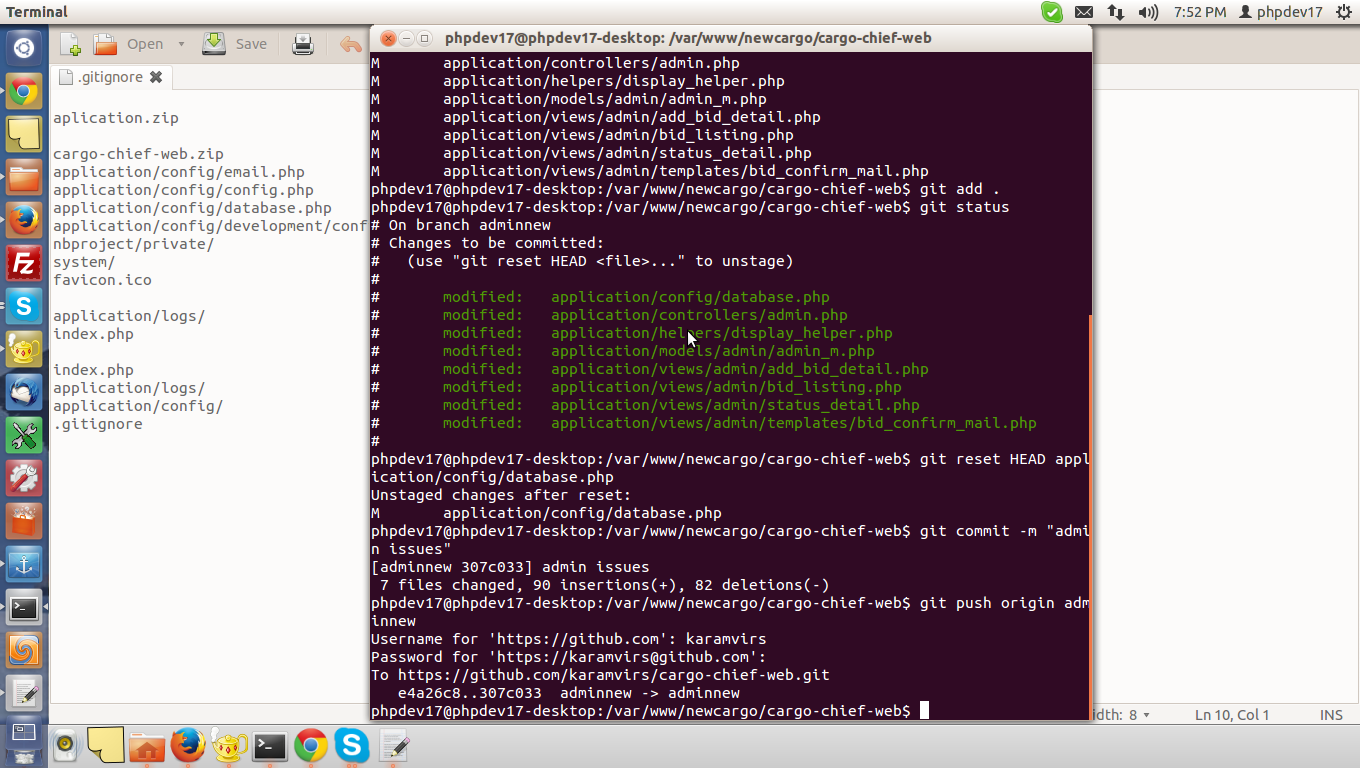 Terminal
7:52 PM
phpdev17
Open
Save
.gitignore
aplication.zip
cargo-chief-web.zip
application/config/email.php
application/config/config.php
application/config/database.php
application/config/development/conf
nbproject/private/
system/
favicon.ico
application/logs/
index.php
index.php
application/logs/
application/config/
.gitignore
phpdev17@phpdev17-desktop: /var/www/newcargo/cargo-chief-web
M application/controllers/admin.php
M application/helpers/display_helper.php
M application/models/admin/admin_m.php
M application/views/admin/add_bid_detail.php
M application/views/admin/bid_listing.php
M application/views/admin/status_detail.php
M application/views/admin/templates/bid_confirm_mail.php
phpdev17@phpdev17-desktop:/var/www/newcargo/cargo-chief-web$ git add .
phpdev17@phpdev17-desktop:/var/www/newcargo/cargo-chief-web$ git status
# On branch adminnew
# Changes to be committed:
#   (use "git reset HEAD <file>..." to unstage)
#
# modified:   application/config/database.php
# modified:   application/controllers/admin.php
# modified:   application/helpers/display_helper.php
# modified:   application/models/admin/admin_m.php
# modified:   application/views/admin/add_bid_detail.php
# modified:   application/views/admin/bid_listing.php
# modified:   application/views/admin/status_detail.php
# modified:   application/views/admin/templates/bid_confirm_mail.php
#
phpdev17@phpdev17-desktop:/var/www/newcargo/cargo-chief-web$ git reset HEAD appl
ication/config/database.php
Unstaged changes after reset:
M application/config/database.php
phpdev17@phpdev17-desktop:/var/www/newcargo/cargo-chief-web$ git commit -m "admi
n issues"
[adminnew 307c033] admin issues
 7 files changed, 90 insertions(+), 82 deletions(-)
phpdev17@phpdev17-desktop:/var/www/newcargo/cargo-chief-web$ git push origin adm
innew
Username for 'https://github.com': karamvirs
Password for 'https://karamvirs@github.com':
To https://github.com/karamvirs/cargo-chief-web.git
   e4a26c8..307c033  adminnew -> adminnew
phpdev17@phpdev17-desktop:/var/www/newcargo/cargo-chief-web$
idth: 8
Ln 10, Col 1
INS